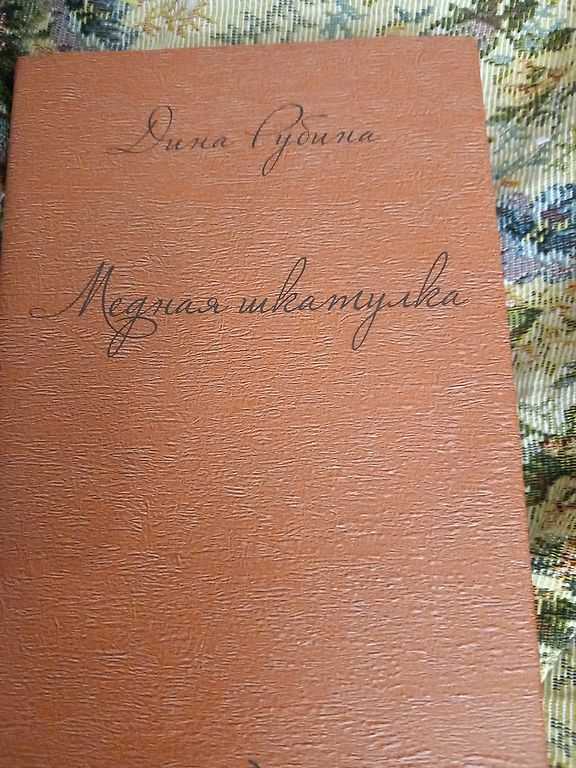 Дина Рубина
Медная шкатулка